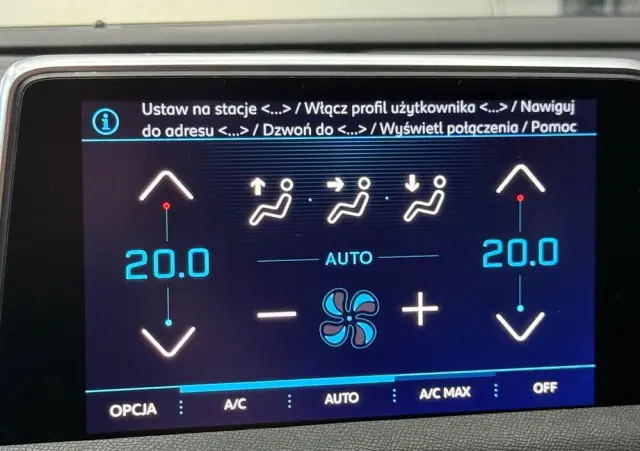 Ustaw na stacje <...> / Włącz profil użytkownika <...> / Nawiguj
do adresu <...> / Dzwoń do <...> / Wyświetl połączenia / Pomoc
20.0
20.0
AUTO
OPCJA
A/C
AUTO
A/C MAX
OFF